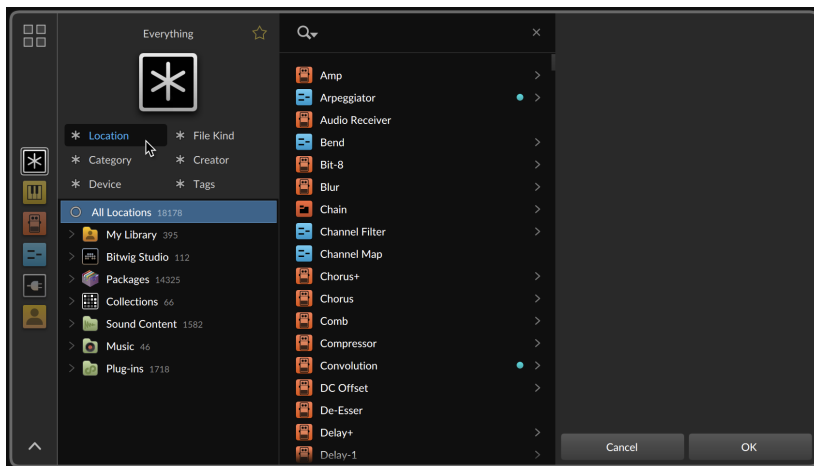 Everything
Location
File Kind
Category
Creator
Device
Tags
All Locations 18178
My Library 395
Bitwig Studio 112
Packages 14325
Collections 66
Sound Content 1582
Music 46
Plug-ins 1718
Amp
Arpeggiator
Audio Receiver
Bend
Bit-8
Blur
Chain
Channel Filter
Channel Map
Chorus+
Chorus
Comb
Compressor
Convolution
DC Offset
De-Esser
Delay+
Delay-1
Cancel
OK